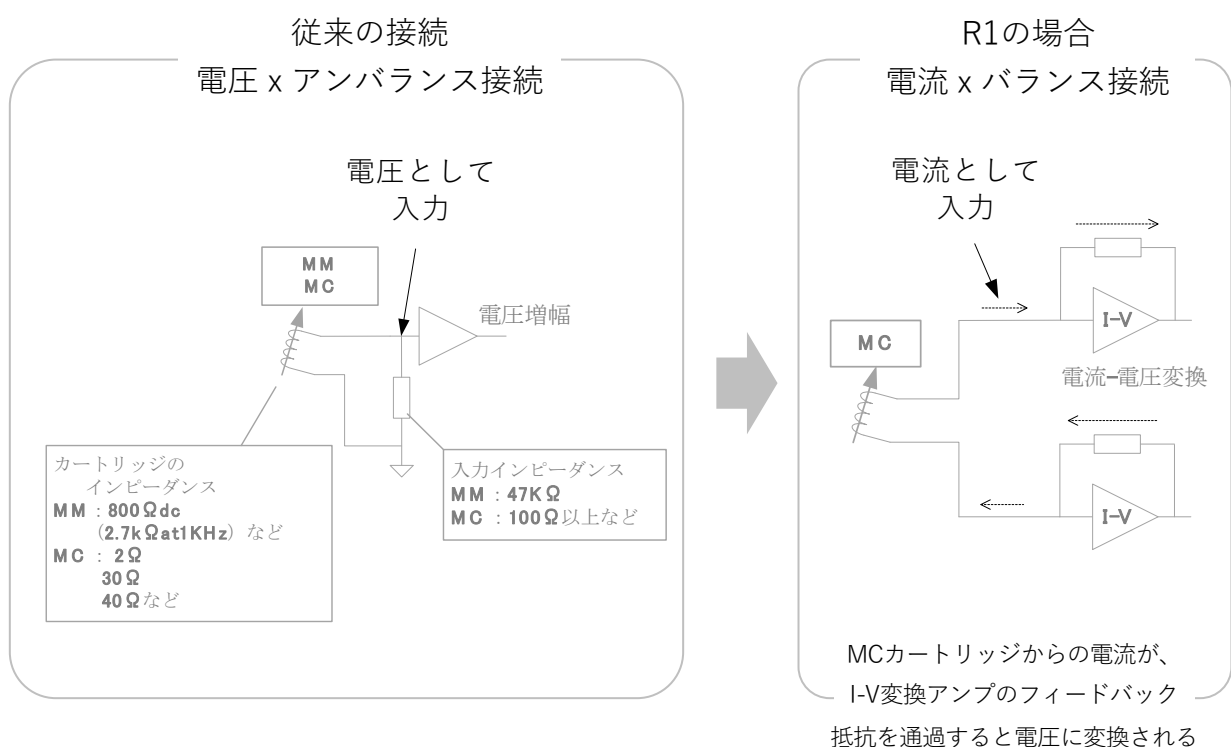 従来の接続
電圧 x アンバランス接続
電圧として
入力
MM
MC
電圧増幅
カートリッジの
インピーダンス
MM：800Ωdc
（2.7kΩat1KHz）など
MC：2Ω
30Ω
40Ωなど
入力インピーダンス
MM：47KΩ
MC：100Ω以上など
R1の場合
電流 x バランス接続
電流として
入力
MC
I-V
電流-電圧変換
I-V
MCカートリッジからの電流が、
I-V変換アンプのフィードバック
抵抗を通過すると電圧に変換される